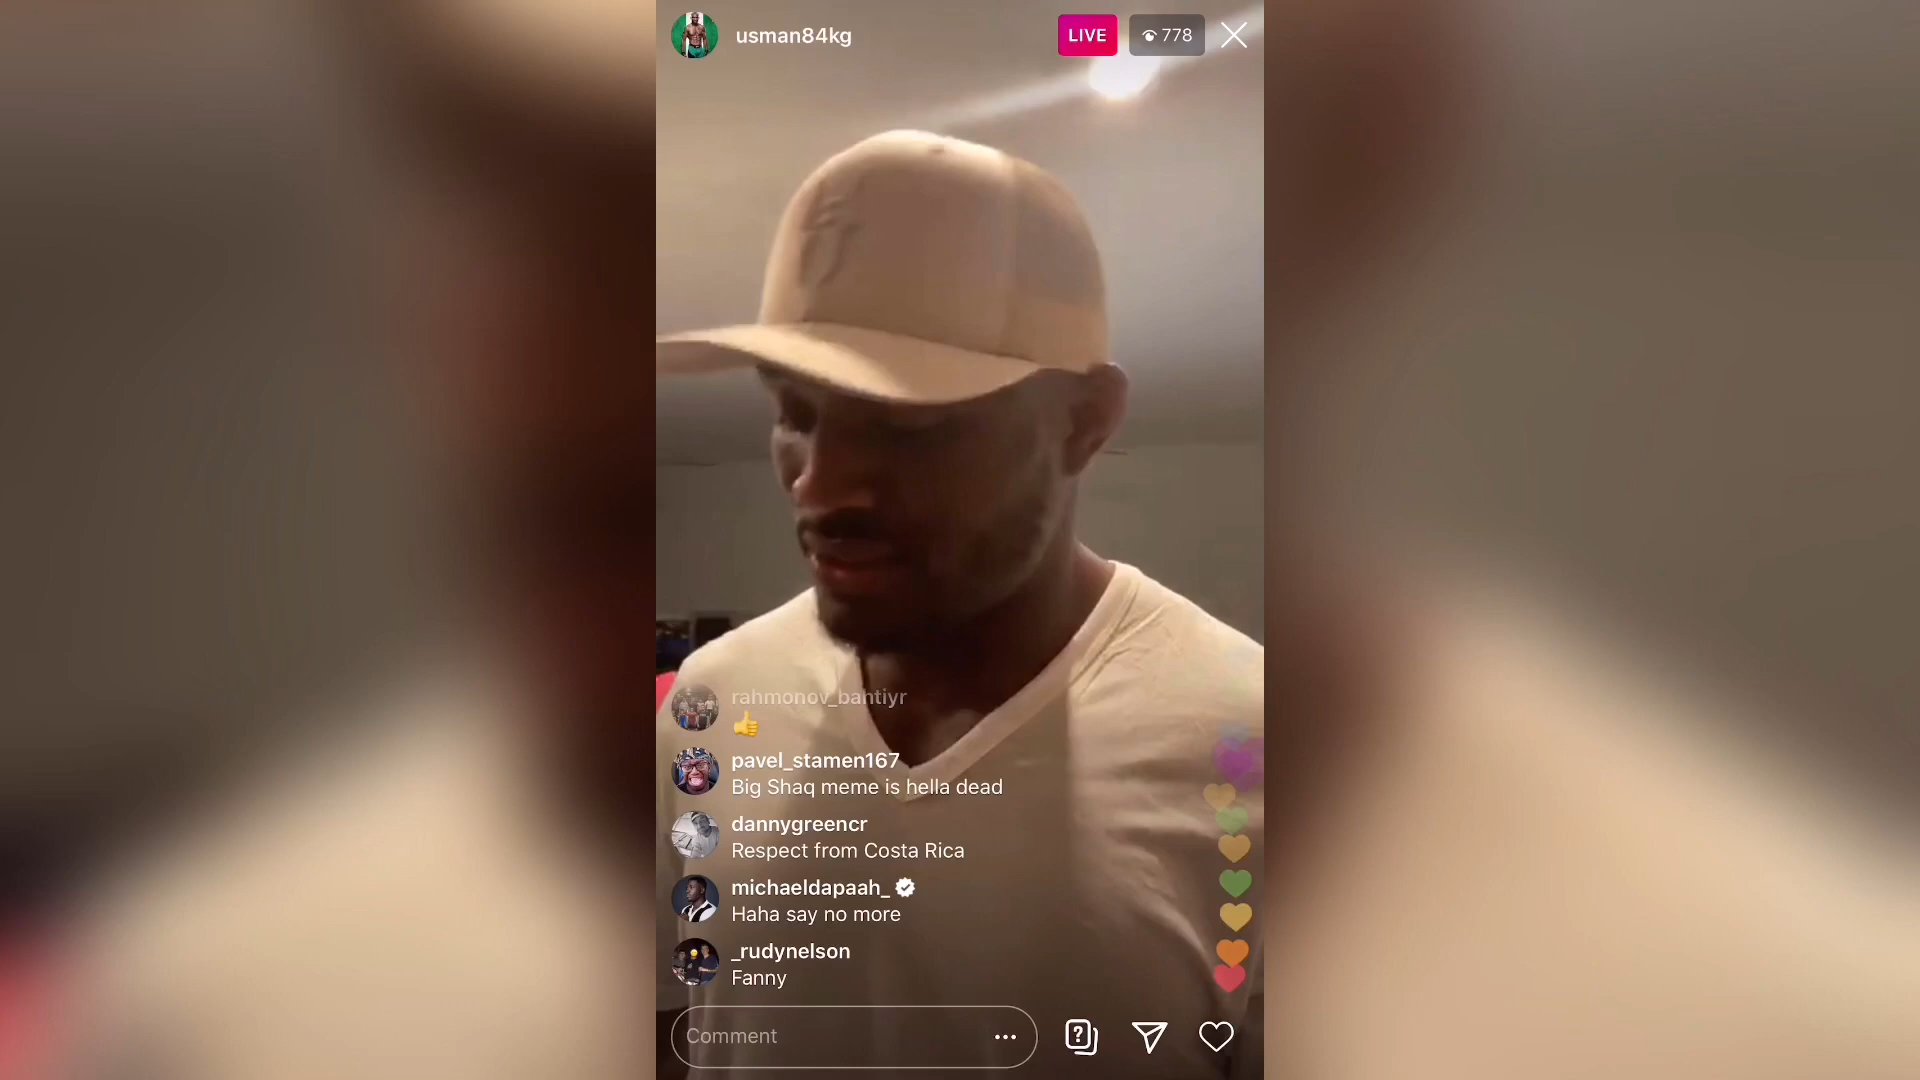 usman84kg
LIVE
778
rahmonov_bahtiyr
👍
pavel_stamen167
Big Shaq meme is hella dead
dannygreencr
Respect from Costa Rica
michaeldapaah_
Haha say no more
_rudynelson
Fanny
Comment